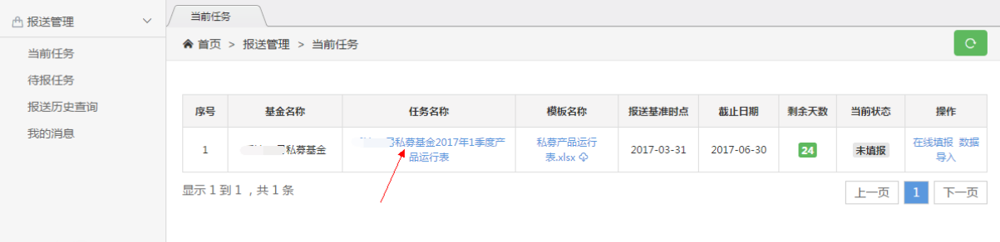 当前任务
报送管理
首页 > 报送管理 > 当前任务
当前任务
待报任务
报送历史查询
我的消息
序号 基金名称 任务名称 模板名称 报送基准时点 截止日期 剩余天数 当前状态 操作
1 私募基金 私募基金2017年1季度产 私募产品运行 2017-03-31 2017-06-30 24 未填报 在线填报 数据
品运行表 表.xlsx 导入
显示 1 到 1 ，共 1 条
上一页 1 下一页